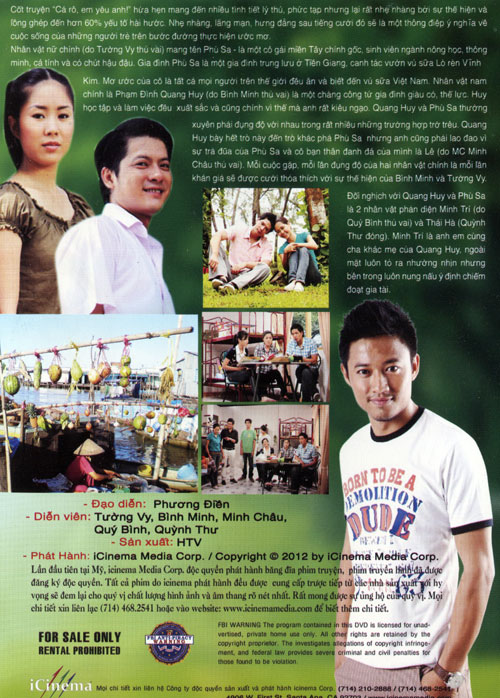 Cốt truyện "Cá rô, em yêu anh!" hứa hẹn mang đến nhiều tình tiết lý thú, phức tạp nhưng lại rất nhẹ nhàng bởi sự thể hiện và
lồng ghép đến hơn 60% yếu tố hài hước. Nhẹ nhàng, lãng mạn, hưng đằng sau tiếng cười đó sẽ là một thông điệp ý nghĩa về
cuộc sống của những người trẻ trên bước đường thực hiện ước mơ.
Nhân vật nữ chính (do Tường Vy thủ vai) mang tên Phù Sa - là một cô gái miền Tây chính gốc, sinh viên ngành nông học, thông
minh, cá tính và có chút hậu đậu. Gia đình Phù Sa là một gia đình trung lưu ở Tiền Giang, canh tác vườn vú sữa Lò rèn Vĩnh
Kim. Mơ ước của cô là tất cả mọi người trên thế giới đều ăn và biết đến vú sữa Việt Nam. Nhân vật nam
chính là Phạm Đình Quang Huy (do Bình Minh thủ vai) là một chàng công tử gia đình giàu có, thế lực. Huy
học tập và làm việc đều xuất sắc và cũng chính vì thế mà anh rất kiêu ngạo. Quang Huy và Phù Sa thường
xuyên phải đụng độ với nhau trong rất nhiều những trường hợp trớ trêu. Quang
Huy bày hết trò này đến trò khác phá Phù Sa nhưng anh cũng phải lao đao vì
sự trả đũa của Phù Sa và cô bạn thân đanh đá của mình là Lê (do MC Minh
Châu thủ vai). Mỗi cuộc gặp, mỗi lần đụng độ của hai nhân vật chính là mỗi lần
khán giả sẽ được cười thỏa thích với sự thể hiện của Bình Minh và Tường Vy.
Đối nghịch với Quang Huy và Phù Sa
là 2 nhân vật phản diện Minh Trí (do
Quý Bình thủ vai) và Thái Hà (Quỳnh
Thư đóng). Minh Trí là anh em cùng
cha khác mẹ của Quang Huy, ngoài
mặt luôn tỏ ra nhường nhịn nhưng
bên trong luôn nung nấu ý định chiếm
đoạt gia tài.
BORN TO BE A
DEMOLITION
DUDE
- Đạo diễn: Phương Điền
- Diễn viên: Tường Vy, Bình Minh, Minh Châu,
Quý Bình, Quỳnh Thư
- Sản xuất: HTV
- Phát Hành: iCinema Media Corp. / Copyright © 2012 by iCinema Media Corp.
Lần đầu tiên tại Mỹ, icinema Media Corp. độc quyền phát hành băng đĩa phim truyện, phim truyền hình đã được
đăng ký độc quyền. Tất cả phim do icinema phát hành đều được cung cấp trực tiếp từ các nhà sản xuất với hy
vọng sẽ đem lại cho quý vị chất lượng hình ảnh và âm thang rõ nét nhất. Rất mong được sự ủng hộ của quý vị. Mọi
chi tiết xin liên lạc (714) 468.2541 hoặc vào website: www.icinemamedia.com để biết thêm chi tiết.
FOR SALE ONLY
RENTAL PROHIBITED
WARNING
FBI WARNING The program contained in this DVD is licensed for unad-
vertised, private home use only. All other rights are retained by the
copyright proprietor. The investigates allegations of copyright infringe-
ment, and federal law provides severe criminal and civil penalties for
those found to be violation.
iCinema
Mọi chi tiết xin liên hệ Công ty độc quyền sản xuất và phát hành icinema corp. (714) 210-2888 / (714) 468-2541